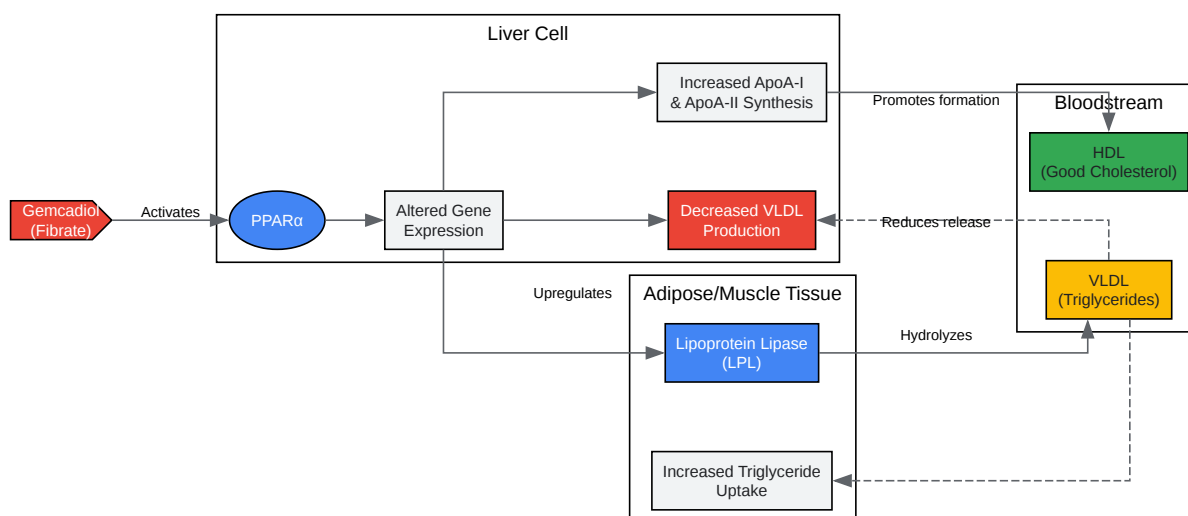 Liver Cell
Increased ApoA-I
& ApoA-II Synthesis
Promotes formation
Bloodstream
HDL
(Good Cholesterol)
Gemcadiol
(Fibrate)
Activates
PPARα
Altered Gene
Expression
Decreased VLDL
Production
Reduces release
VLDL
(Triglycerides)
Upregulates
Adipose/Muscle Tissue
Lipoprotein Lipase
(LPL)
Hydrolyzes
Increased Triglyceride
Uptake